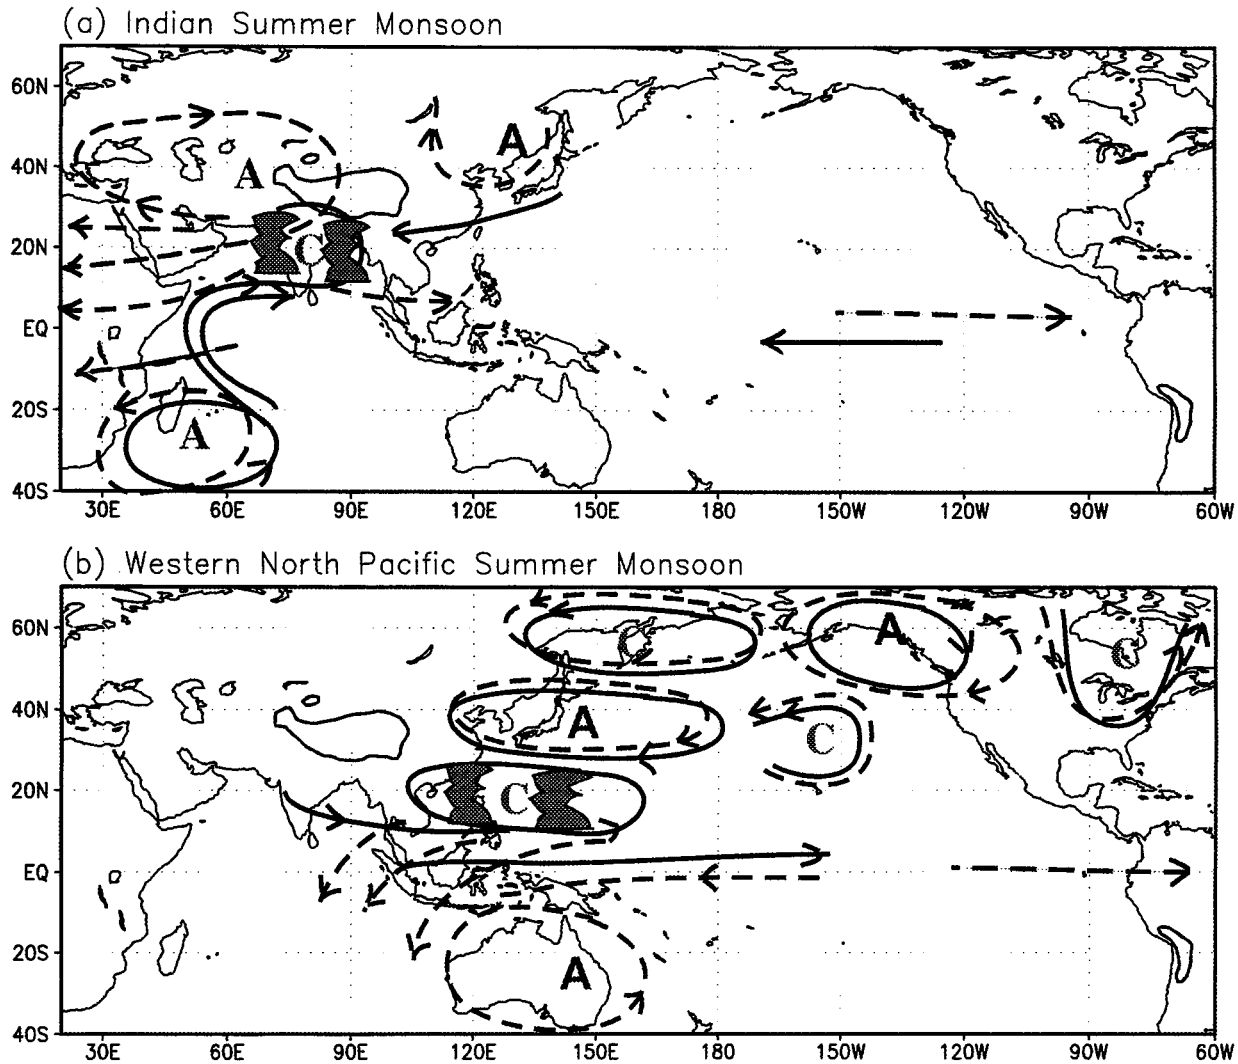 (a) Indian Summer Monsoon
60N
A
40N
A
20N
C
EQ
20S
A
40S
30E 60E 90E 120E 150E 180 150W 120W 90W 60W
(b) Western North Pacific Summer Monsoon
60N
C A C
40N
A C
20N
C
EQ
20S
A
40S
30E 60E 90E 120E 150E 180 150W 120W 90W 60W